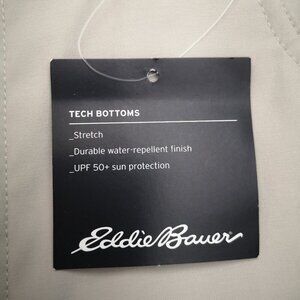 TECH BOTTOMS
_Stretch
_Durable water-repellent finish
_UPF 50+ sun protection
Eddie Bauer